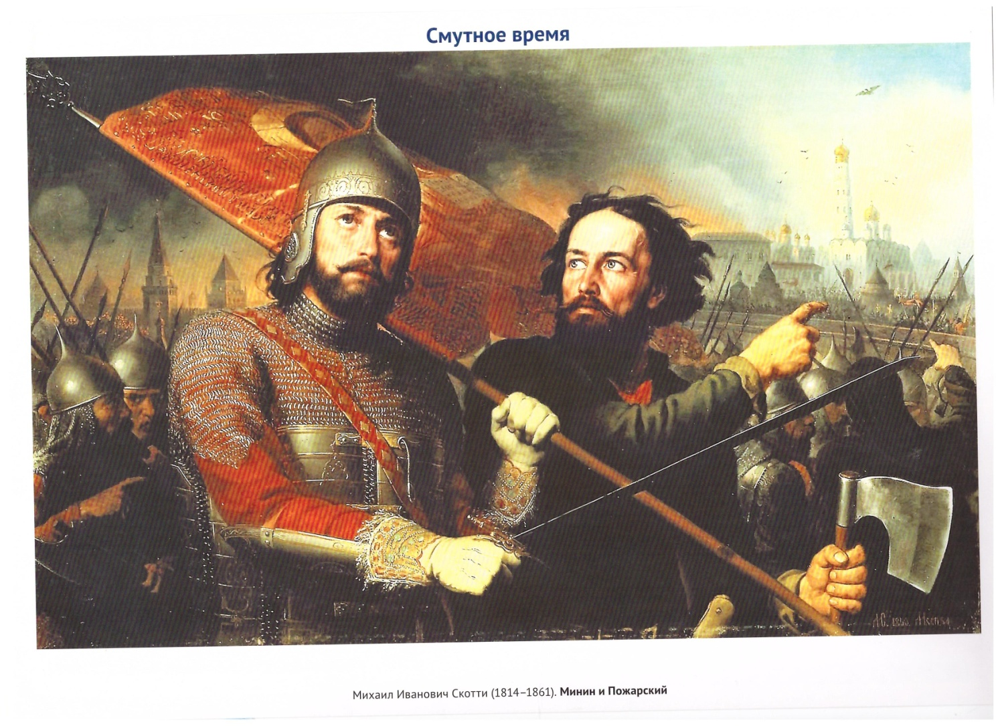 Смутное время
Михаил Иванович Скотти (1814–1861). Минин и Пожарский